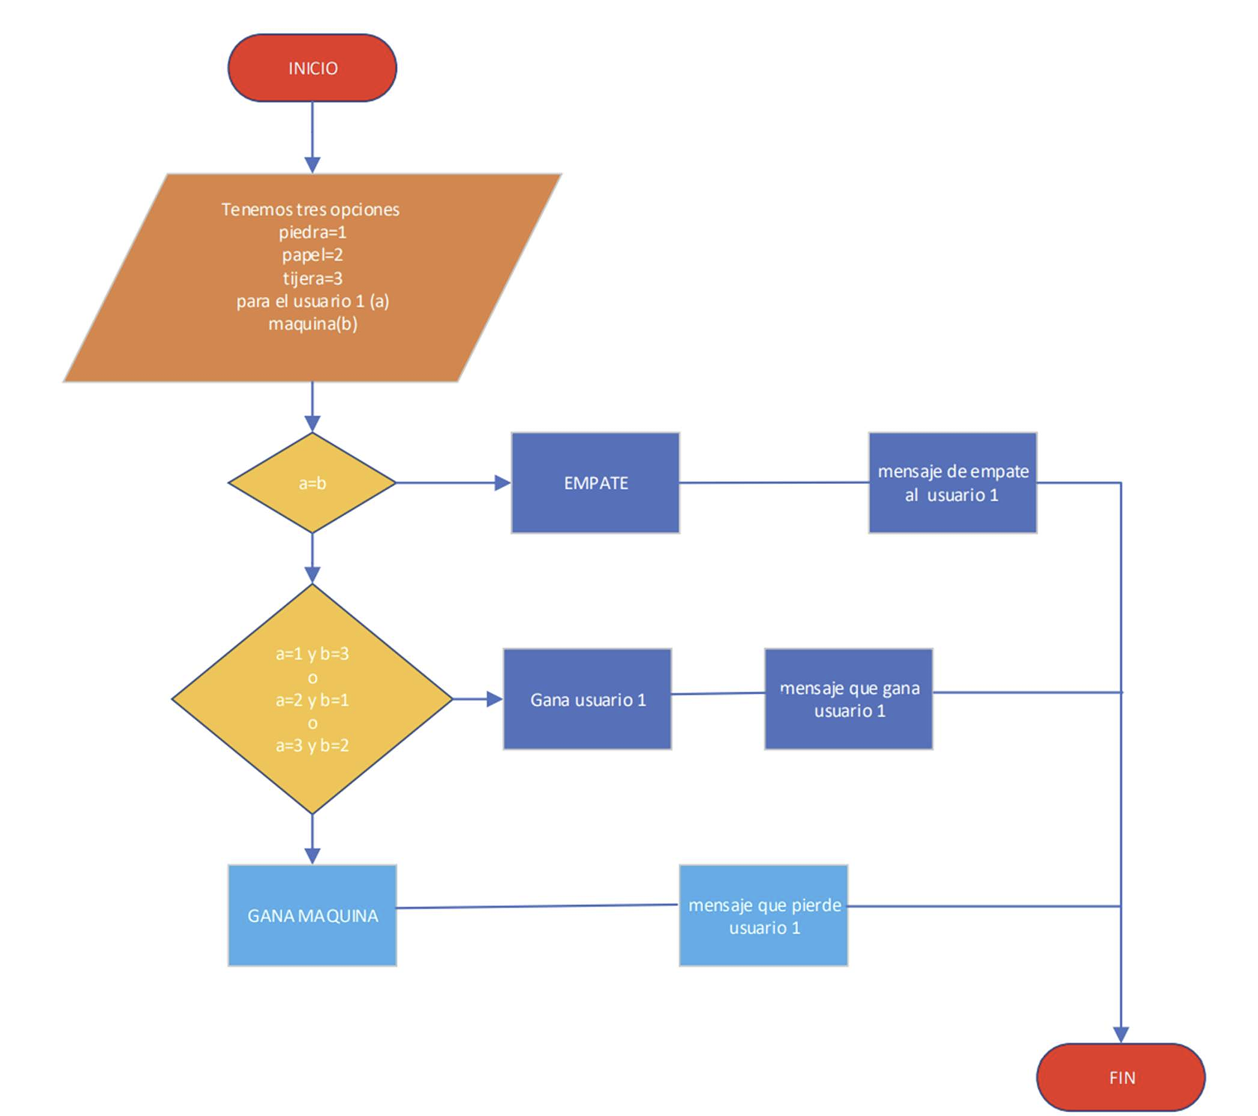 INICIO
Tenemos tres opciones
piedra=1
papel=2
tijera=3
para el usuario 1 (a)
maquina(b)
a=b
EMPATE
mensaje de empate
al usuario 1
a=1 y b=3
o
a=2 y b=1
o
a=3 y b=2
Gana usuario 1
mensaje que gana
usuario 1
GANA MAQUINA
mensaje que pierde
usuario 1
FIN